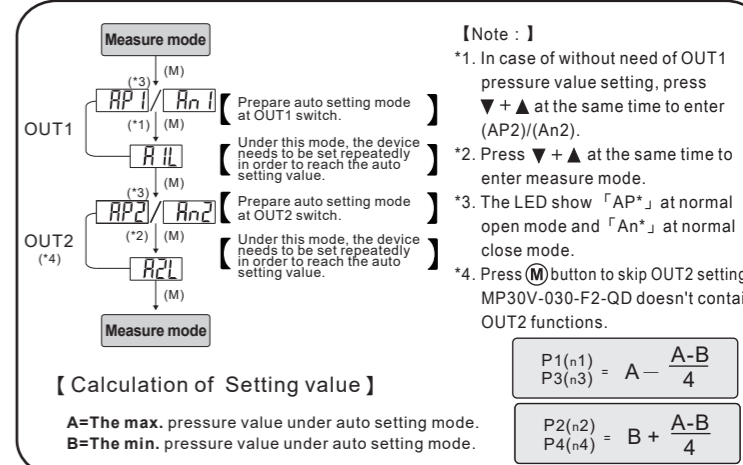 Measure mode
(M)
(*3)
AP1 / An1
【 Prepare auto setting mode
at OUT1 switch. 】
OUT1
(*1) (M)
A1L
【 Under this mode, the device
needs to be set repeatedly
in order to reach the auto
setting value. 】
(M)
(*3)
AP2 / An2
【 Prepare auto setting mode
at OUT2 switch. 】
OUT2
(*4)
(*2) (M)
A2L
【 Under this mode, the device
needs to be set repeatedly
in order to reach the auto
setting value. 】
(M)
Measure mode
【Note : 】
*1. In case of without need of OUT1
pressure value setting, press
▼+▲ at the same time to enter
(AP2)/(An2).
*2. Press ▼+▲ at the same time to
enter measure mode.
*3. The LED show 「AP*」 at normal
open mode and 「An*」 at normal
close mode.
*4. Press (M) button to skip OUT2 setting
MP30V-030-F2-QD doesn't contai
OUT2 functions.
【 Calculation of Setting value 】
A=The max. pressure value under auto setting mode.
B=The min. pressure value under auto setting mode.
P1(n1)
P3(n3) = A — A-B
4
P2(n2)
P4(n4) = B + A-B
4